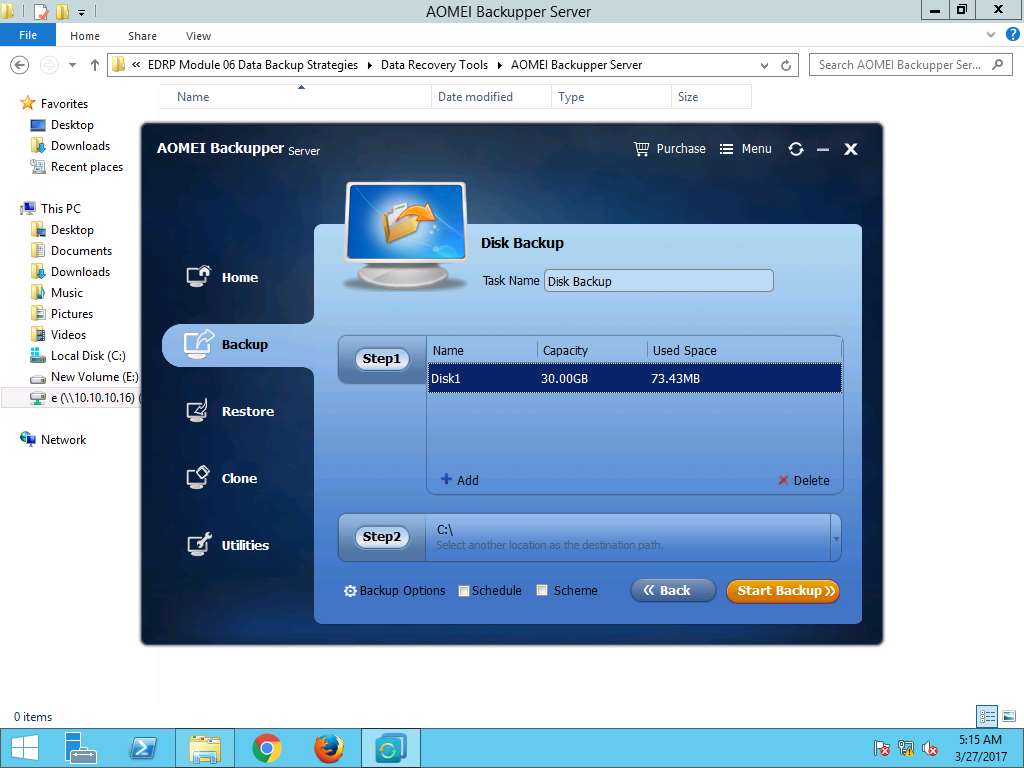 AOMEI Backupper Server
File Home Share View
« EDRP Module 06 Data Backup Strategies Data Recovery Tools AOMEI Backupper Server
Search AOMEI Backupper Ser...
Name Date modified Type Size
Favorites
Desktop
Downloads
Recent places
This PC
Desktop
Documents
Downloads
Music
Pictures
Videos
Local Disk (C:)
New Volume (E:)
e (\\10.10.10.16) (
Network
AOMEI Backupper Server
Purchase Menu
Home
Backup
Restore
Clone
Utilities
Disk Backup
Task Name Disk Backup
Step1
Name Capacity Used Space
Disk1 30.00GB 73.43MB
Add Delete
Step2
C:\
Select another location as the destination path.
Backup Options Schedule Scheme
Back Start Backup
0 items
5:15 AM
3/27/2017